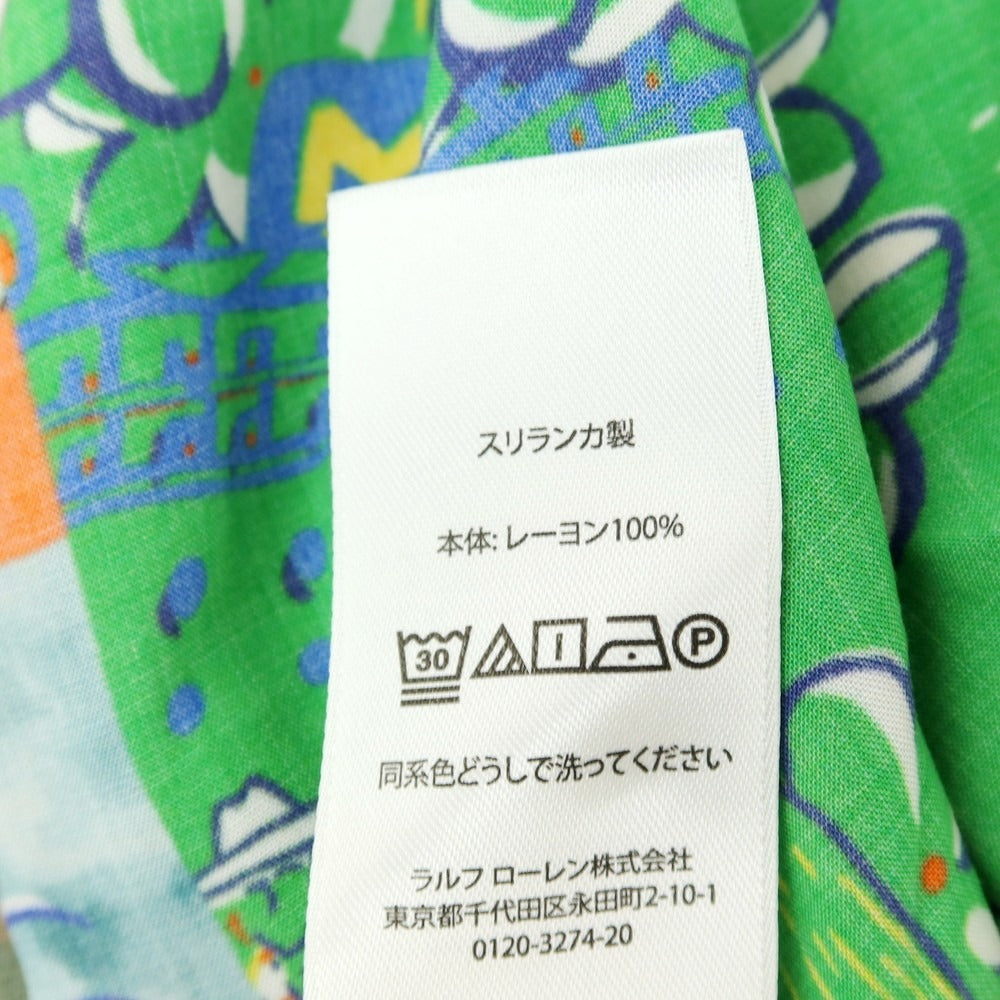 スリランカ製
本体: レーヨン100%
30 P
同系色どうしで洗ってください
ラルフ ローレン株式会社
東京都千代田区永田町2-10-1
0120-3274-20